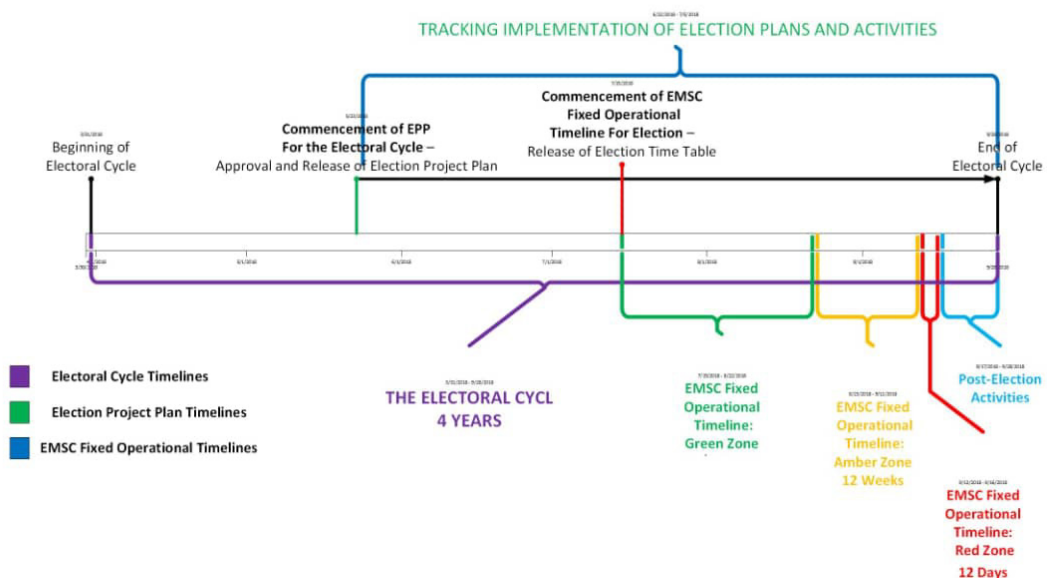 TRACKING IMPLEMENTATION OF ELECTION PLANS AND ACTIVITIES
Beginning of
Electoral Cycle
Commencement of EPP
For the Electoral Cycle –
Approval and Release of Election Project Plan
Commencement of EMSC
Fixed Operational
Timeline For Election –
Release of Election Time Table
End of
Electoral Cycle
Electoral Cycle Timelines
Election Project Plan Timelines
EMSC Fixed Operational Timelines
THE ELECTORAL CYCL
4 YEARS
EMSC Fixed
Operational
Timeline:
Green Zone
EMSC Fixed
Operational
Timeline:
Amber Zone
12 Weeks
Post-Election
Activities
EMSC Fixed
Operational
Timeline:
Red Zone
12 Days